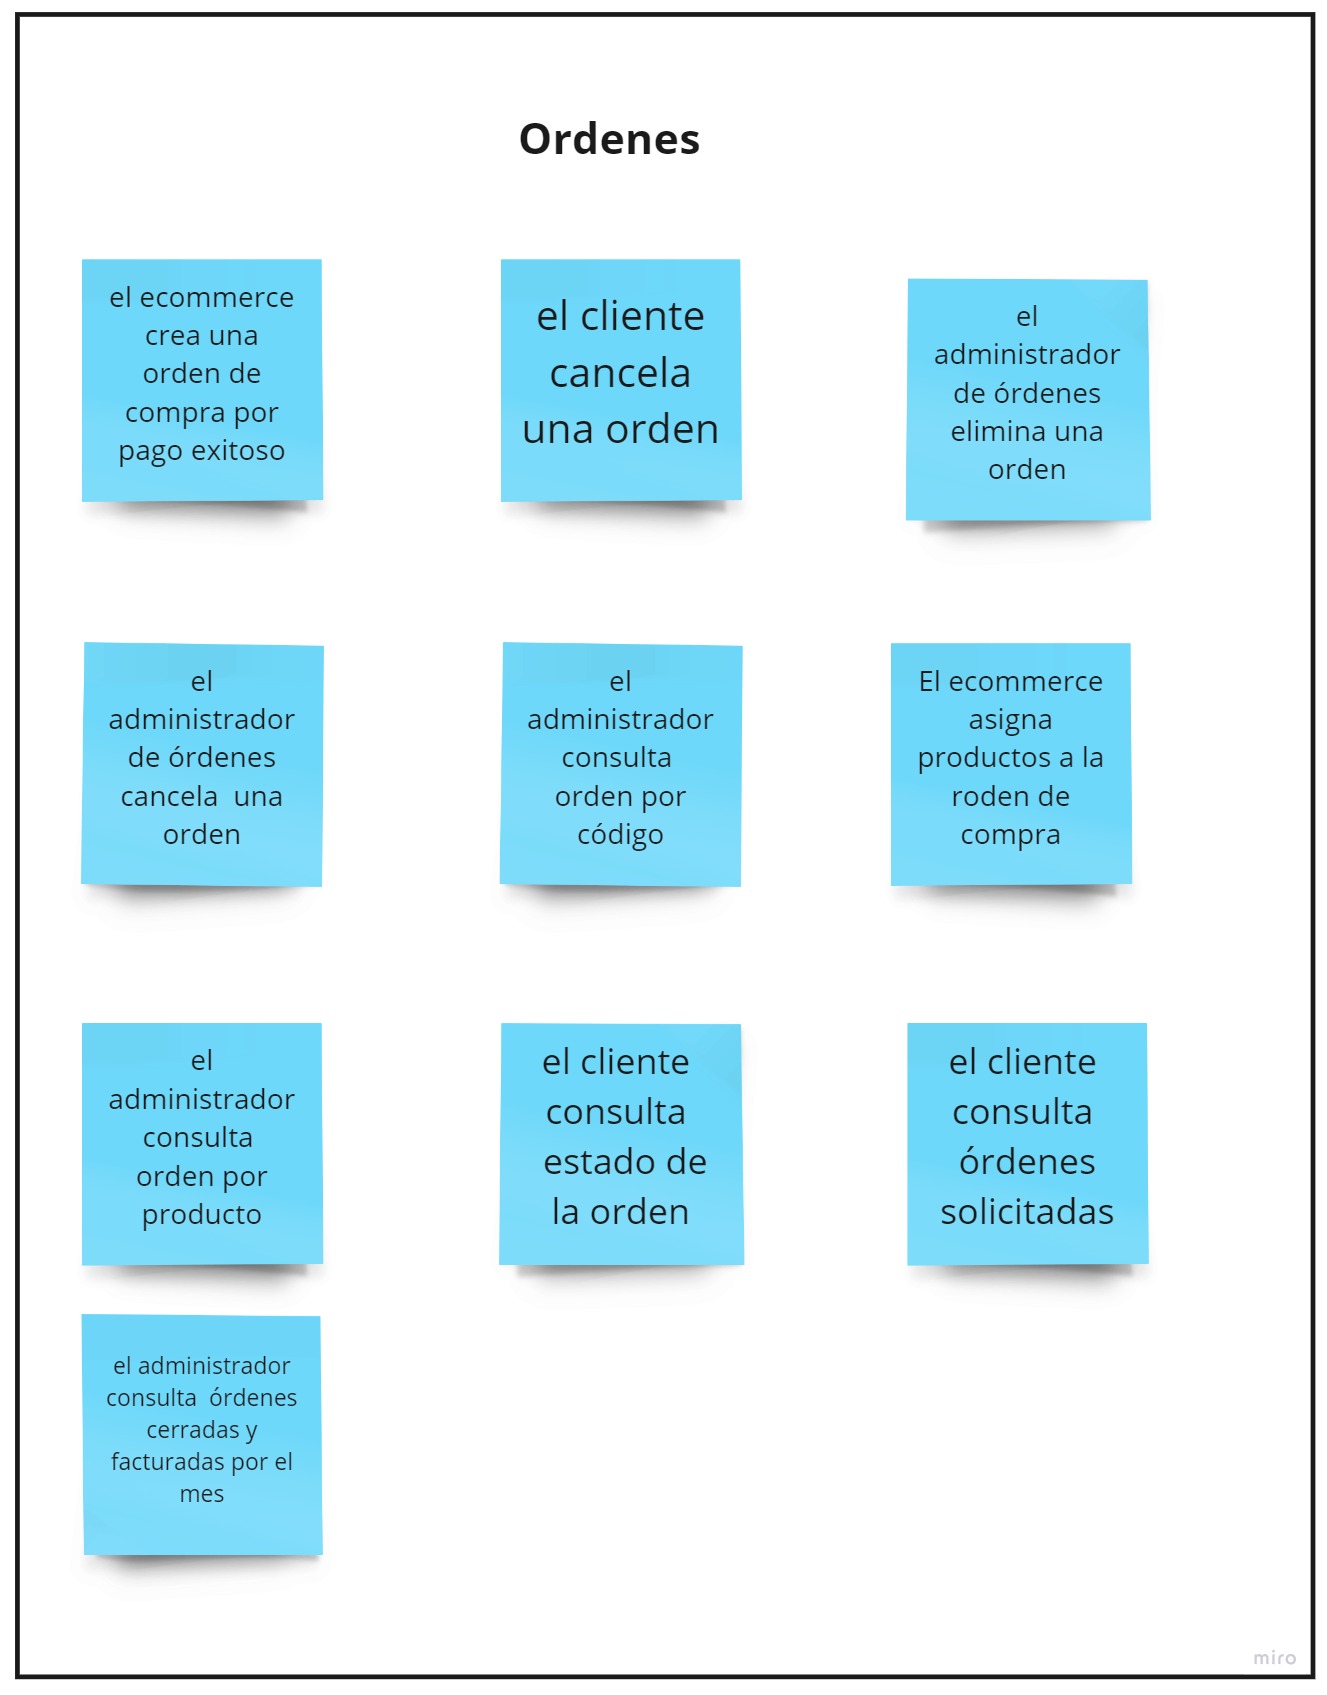 Ordenes
el ecommerce
crea una
orden de
compra por
pago exitoso
el cliente
cancela
una orden
el
administrador
de órdenes
elimina una
orden
el
administrador
de órdenes
cancela  una
orden
el
administrador
consulta
orden por
código
El ecommerce
asigna
productos a la
roden de
compra
el
administrador
consulta
orden por
producto
el cliente
consulta
estado de
la orden
el cliente
consulta
órdenes
solicitadas
el administrador
consulta  órdenes
cerradas y
facturadas por el
mes
miro